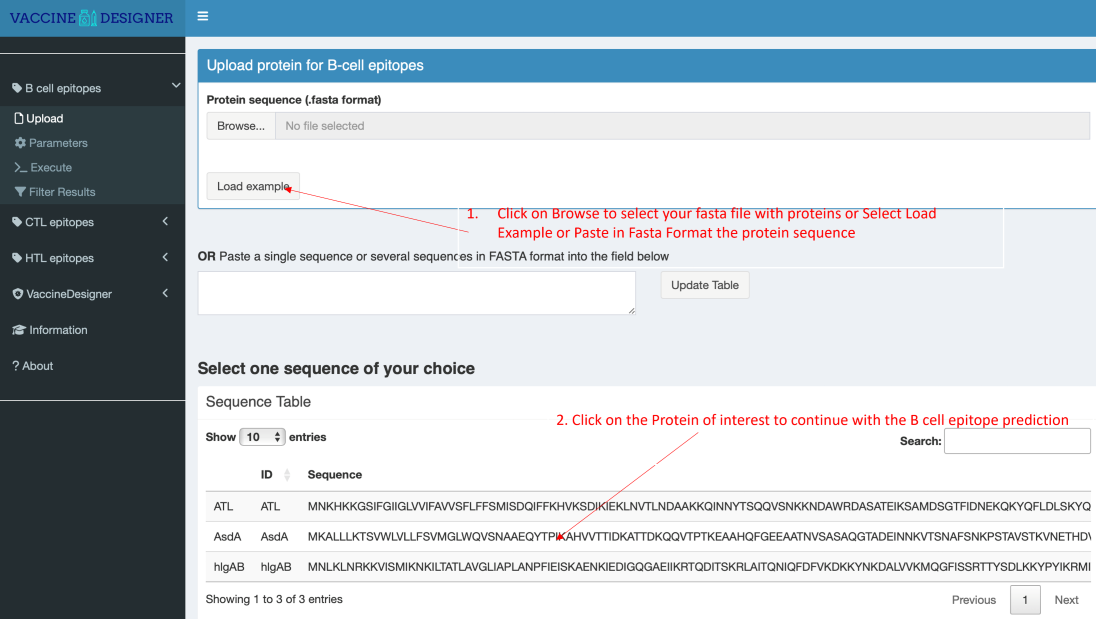 VACCINE DESIGNER
Upload protein for B-cell epitopes
B cell epitopes
Protein sequence (.fasta format)
Upload
Browse... No file selected
Parameters
Execute
Filter Results
Load example
CTL epitopes
1. Click on Browse to select your fasta file with proteins or Select Load
Example or Paste in Fasta Format the protein sequence
HTL epitopes
OR Paste a single sequence or several sequences in FASTA format into the field below
VaccineDesigner
Update Table
Information
? About
Select one sequence of your choice
Sequence Table
2. Click on the Protein of interest to continue with the B cell epitope prediction
Show 10 entries
Search:
ID Sequence
ATL ATL MNKHKKGSIFGIIGLVVIFAVVSFLFFSMISDQIFFKHVKSDIKIEKLNVTLNDAAKKQINNYTSQQVSNKKNDAWRDASATEIKSAMDSGTFIDNEKQKYQFLDLSKYQ
AsdA AsdA MKALLLKTSVWLVLLFSVMGLWQVSNAAEQYTPIKAHVVTTIDKATTDKQQVTPTKEAAHQFGEEAATNVSASAQGTADEINNKVTSNAFSNKPSTAVSTKVNETHDV
hlgAB hlgAB MNLKLNRKKVISMIKNKILTATLAVGLIAPLANPFIEISKAENKIEDIGQGAEIIKRTQDITSKRLAITQNIQFDFVKDKKYNKDALVVKMQGFISSRTTYSDLKKYPYIKRMI
Showing 1 to 3 of 3 entries
Previous 1 Next